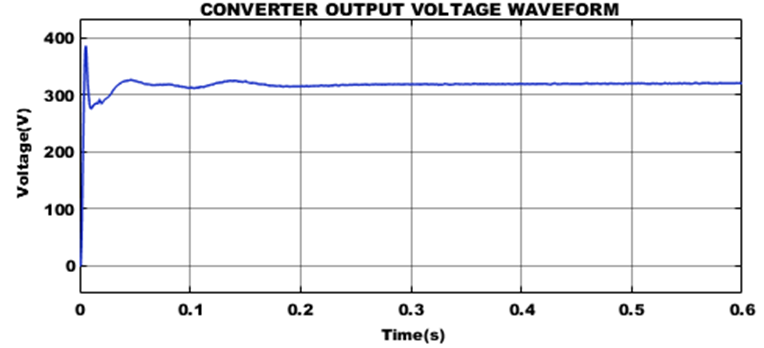 CONVERTER OUTPUT VOLTAGE WAVEFORM
400
300
200
100
0
Voltage(V)
0 0.1 0.2 0.3 0.4 0.5 0.6
Time(s)